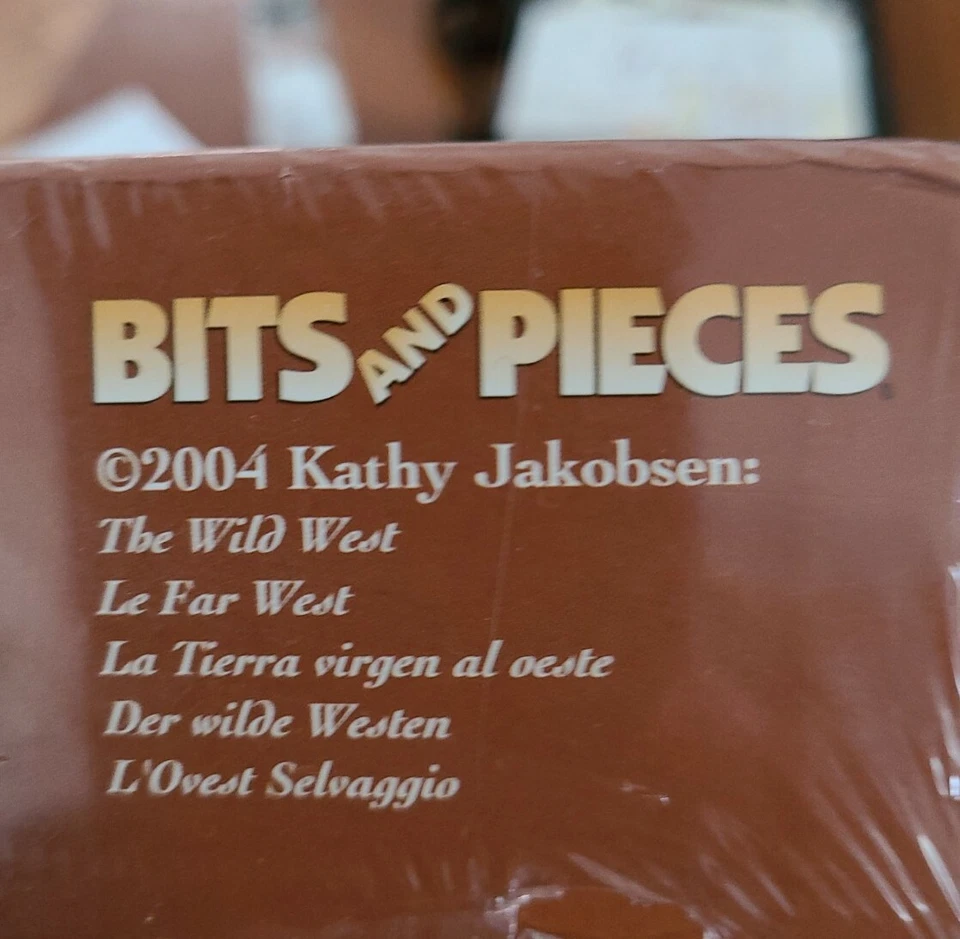 BITS AND PIECES
©2004 Kathy Jakobsen:
The Wild West
Le Far West
La Tierra virgen al oeste
Der wilde Westen
L'Ovest Selvaggio